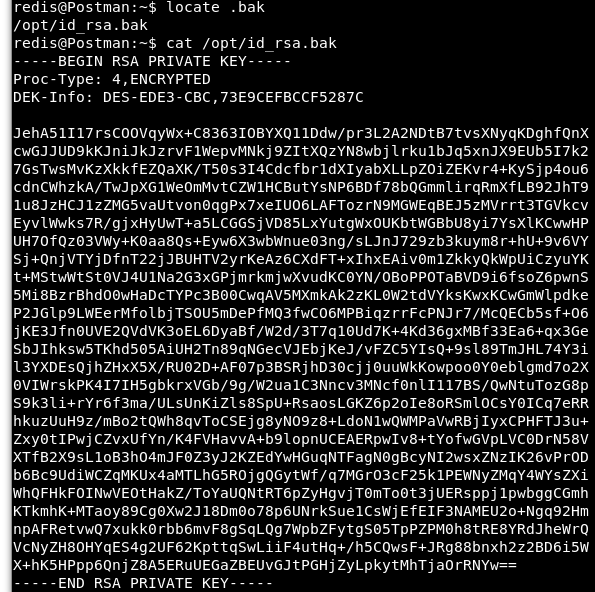 redis@Postman:~$ locate .bak
/opt/id_rsa.bak
redis@Postman:~$ cat /opt/id_rsa.bak
-----BEGIN RSA PRIVATE KEY-----
Proc-Type: 4,ENCRYPTED
DEK-Info: DES-EDE3-CBC,73E9CEFBCCF5287C
JehA51I17rsCOOVqyWx+C8363IOBYXQ11Ddw/pr3L2A2NDtB7tvsXNyqKDghfQnX
cwGJJUD9kKJniJkJzrvF1WepvMNkj9ZItXQzYN8wbjlrku1bJq5xnJX9EUb5I7k2
7GsTwsMvKzXkkfEZQaXK/T50s3I4Cdcfbr1dXIyabXLLpZOiZEKvr4+KySjp4ou6
cdnCWhzkA/TwJpXG1WeOmMvtCZW1HCButYsNP6BDf78bQGmmlirqRmXfLB92JhT9
1u8JzHCJ1zZMG5vaUtvon0qgPx7xeIUO6LAFTozrN9MGWEqBEJ5zMVrrt3TGVkcv
EyvlWwks7R/gjxHyUwT+a5LCGGSjVD85LxYutgWxOUKbtWGBbU8yi7YsXlKCwwHP
UH7OfQz03VWy+K0aa8Qs+Eyw6X3wbWnue03ng/sLJnJ729zb3kuym8r+hU+9v6VY
Sj+QnjVTYjDfnT22jJBUHTV2yrKeAz6CXdFT+xIhxEAiv0m1ZkkyQkWpUiCzyuYK
t+MStwWtSt0VJ4U1Na2G3xGPjmrkmjwXvudKC0YN/OBoPPOTaBVD9i6fsoZ6pwnS
5Mi8BzrBhdO0wHaDcTYPc3B00CwqAV5MXmkAk2zKL0W2tdVYksKwxKCwGmWlpdke
P2JGlp9LWEerMfolbjTSOU5mDePfMQ3fwCO6MPBiqzrrFcPNJr7/McQECb5sf+O6
jKE3Jfn0UVE2QVdVK3oEL6DyaBf/W2d/3T7q10Ud7K+4Kd36gxMBf33Ea6+qx3Ge
SbJIhksw5TKhd505AiUH2Tn89qNGecVJEbjKeJ/vFZC5YIsQ+9sl89TmJHL74Y3i
l3YXDEsQjhZHxX5X/RU02D+AF07p3BSRjhD30cjj0uuWkKowpoo0Y0eblgmd7o2X
0VIWrskPK4I7IH5gbkrxVGb/9g/W2ua1C3Nncv3MNcf0nlI117BS/QwNtuTozG8p
S9k3li+rYr6f3ma/ULsUnKiZls8SpU+RsaosLGKZ6p2oIe8oRSmlOCsY0ICq7eRR
hkuzUuH9z/mBo2tQWh8qvToCSEjg8yNO9z8+LdoN1wQWMPaVwRBjIyxCPHFTJ3u+
Zxy0tIPwjCZvxUfYn/K4FVHavvA+b9lopnUCEAERpwIv8+tYofwGVpLVC0DrN58V
XTfB2X9sL1oB3hO4mJF0Z3yJ2KZEdYwHGuqNTFagN0gBcyNI2wsxZNzIK26vPrOD
b6Bc9UdiWCZqMKUx4aMTLhG5ROjgQGytWf/q7MGrO3cF25k1PEWNyZMqY4WYsZXi
WhQFHkFOINwVEOtHakZ/ToYaUQNtRT6pZyHgvjT0mTo0t3jUERsppj1pwbggCGmh
KTkmhK+MTaoy89Cg0Xw2J18Dm0o78p6UNrkSue1CsWjEfEIF3NAMEU2o+Ngq92Hm
npAFRetvwQ7xukk0rbb6mvF8gSqLQg7WpbZFytgS05TpPZPM0h8tRE8YRdJheWrQ
VcNyZH8OHYqES4g2UF62KpttqSwLiiF4utHq+/h5CQwsF+JRg88bnxh2z2BD6i5W
X+hK5HPpp6QnjZ8A5ERuUEGaZBEUvGJtPGHjZyLpkytMhTjaOrRNYw==
-----END RSA PRIVATE KEY-----